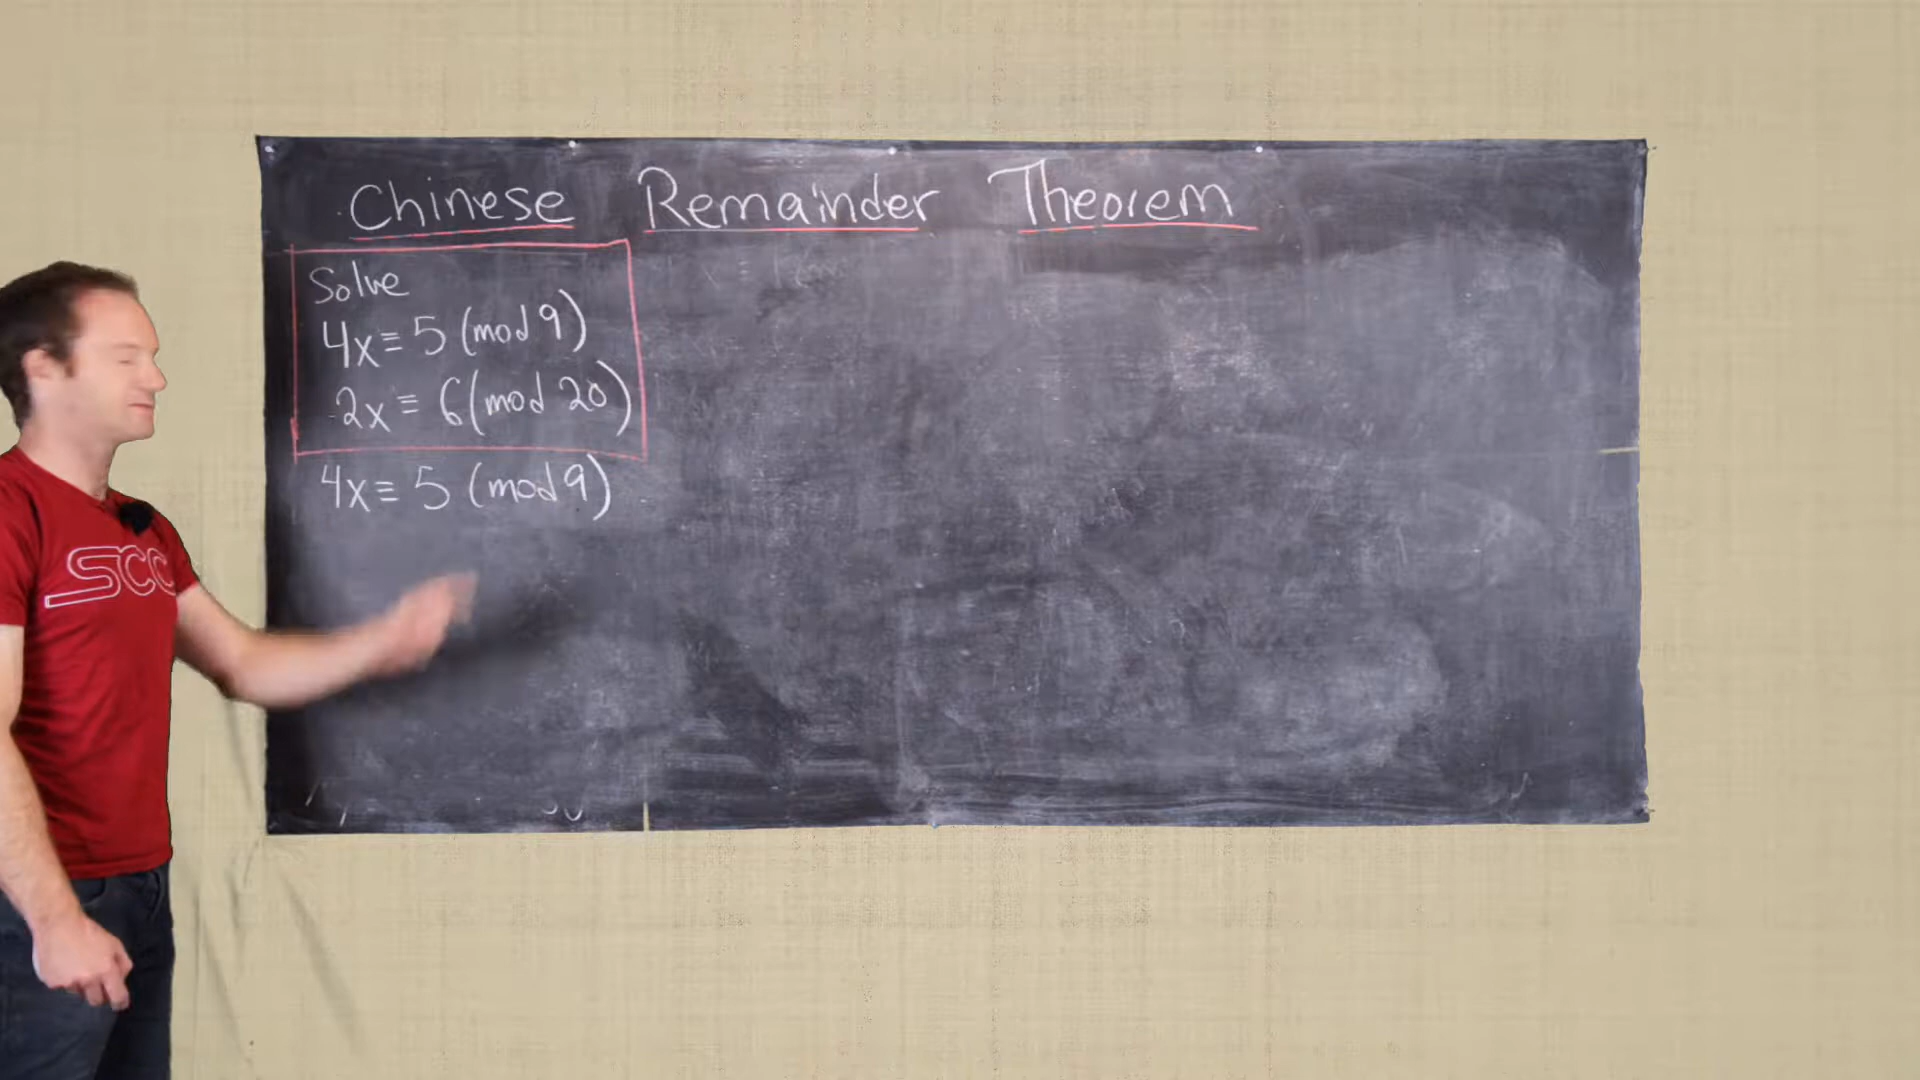 Chinese Remainder Theorem
Solve
4x ≡ 5 (mod 9)
2x ≡ 6 (mod 20)
4x ≡ 5 (mod 9)
SCC